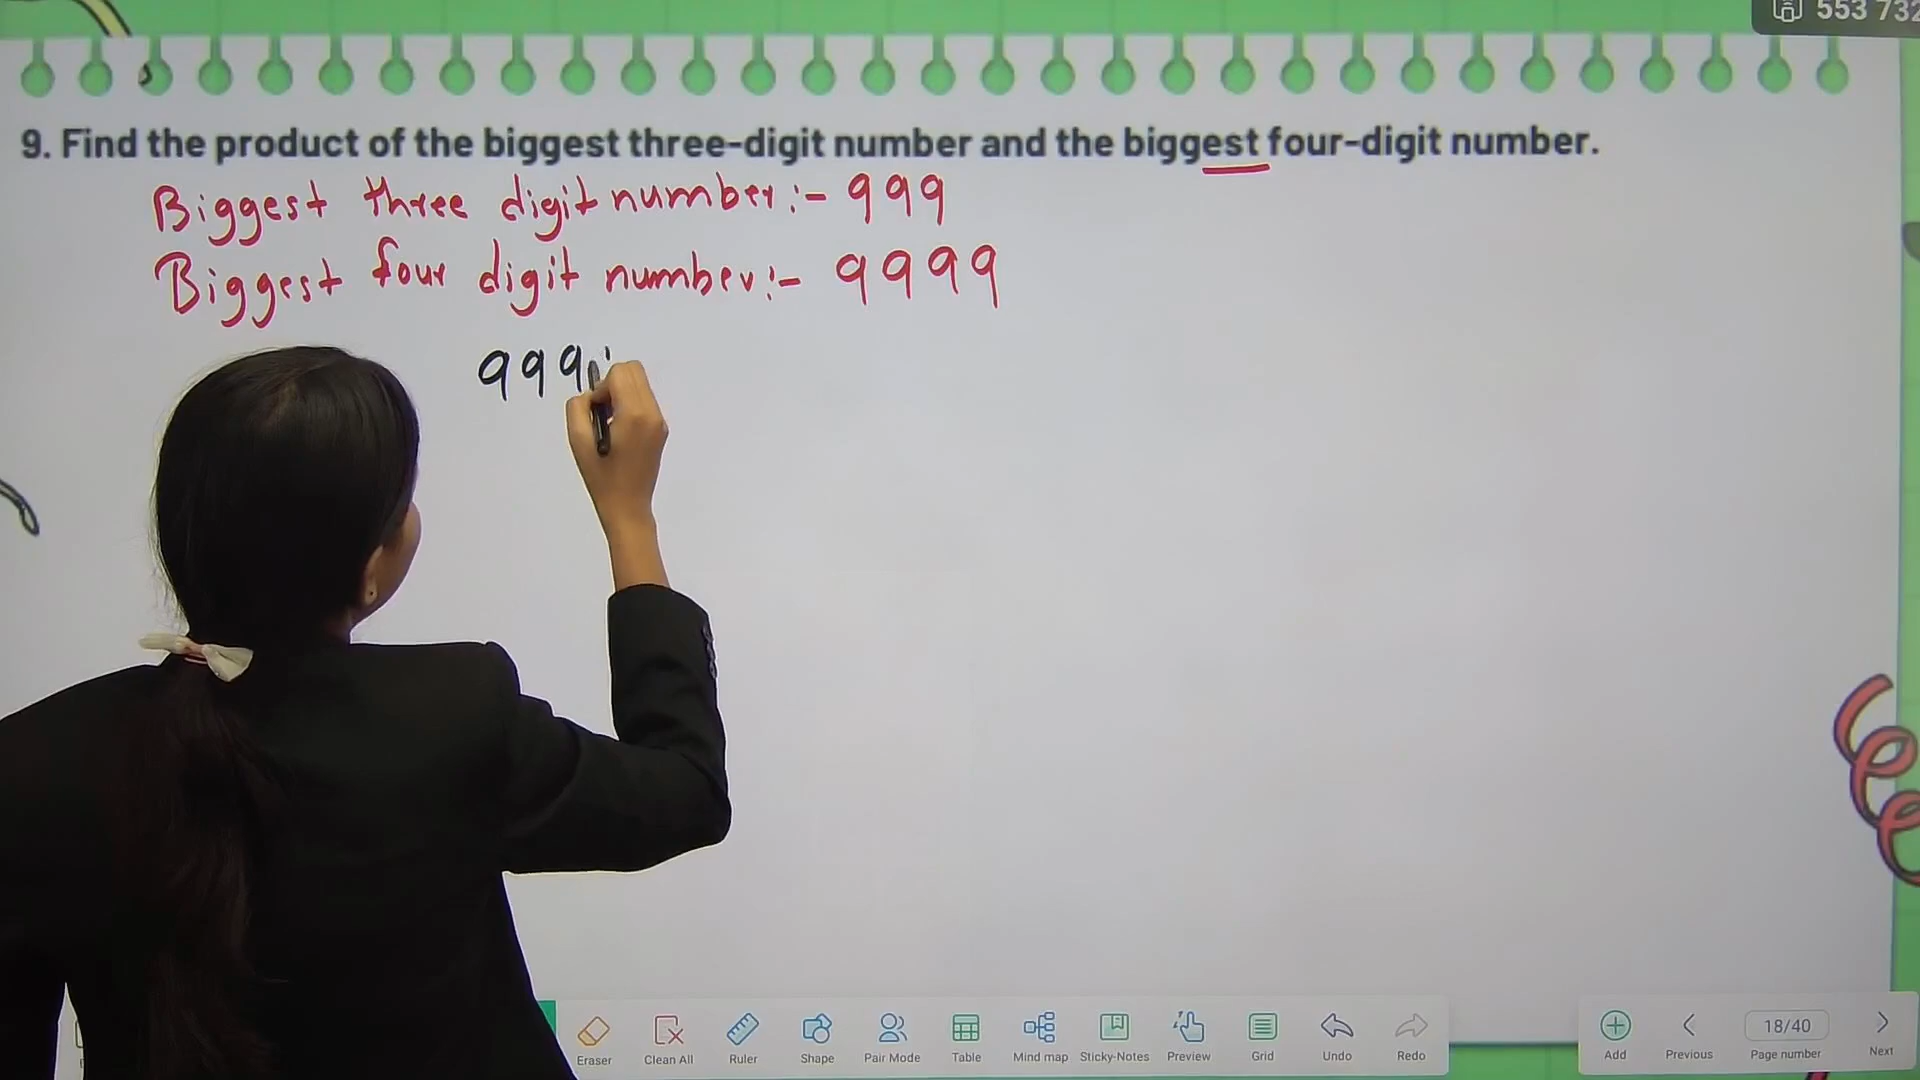 553 732
9. Find the product of the biggest three-digit number and the biggest four-digit number.
Biggest three digit number:- 999
Biggest four digit number:- 9999
999
Eraser
Clean All
Ruler
Shape
Pair Mode
Table
Mind map
Sticky-Notes
Preview
Grid
Undo
Redo
Add
Previous
18/40
Page number
Next